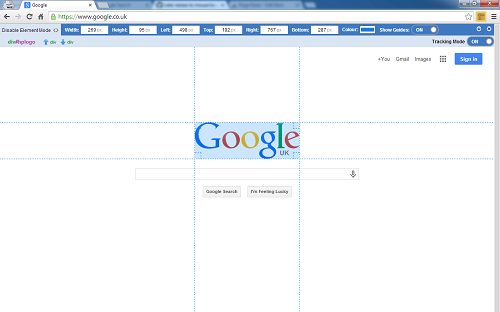 Google
https://www.google.co.uk
Disable Element Mode Width: 269 px Height: 95 px Left: 498 px Top: 192 px Right: 767 px Bottom: 287 px Colour: Show Guides: ON
div#hplogo div div Tracking Mode ON
+You Gmail Images Sign in
Google
UK
Google Search I'm Feeling Lucky